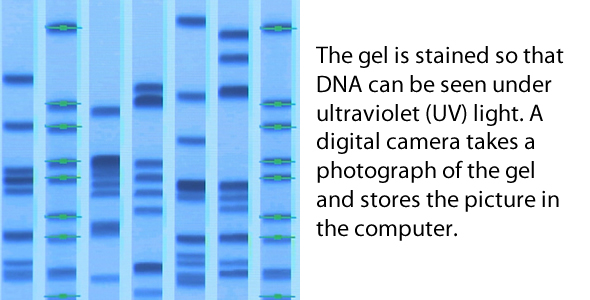 The gel is stained so that
DNA can be seen under
ultraviolet (UV) light. A
digital camera takes a
photograph of the gel
and stores the picture in
the computer.